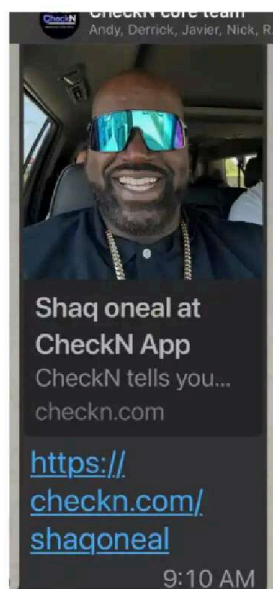 CheckN
CheckN core team
Andy, Derrick, Javier, Nick, R
Shaq oneal at
CheckN App
CheckN tells you...
checkn.com
https://
checkn.com/
shaqoneal
9:10 AM